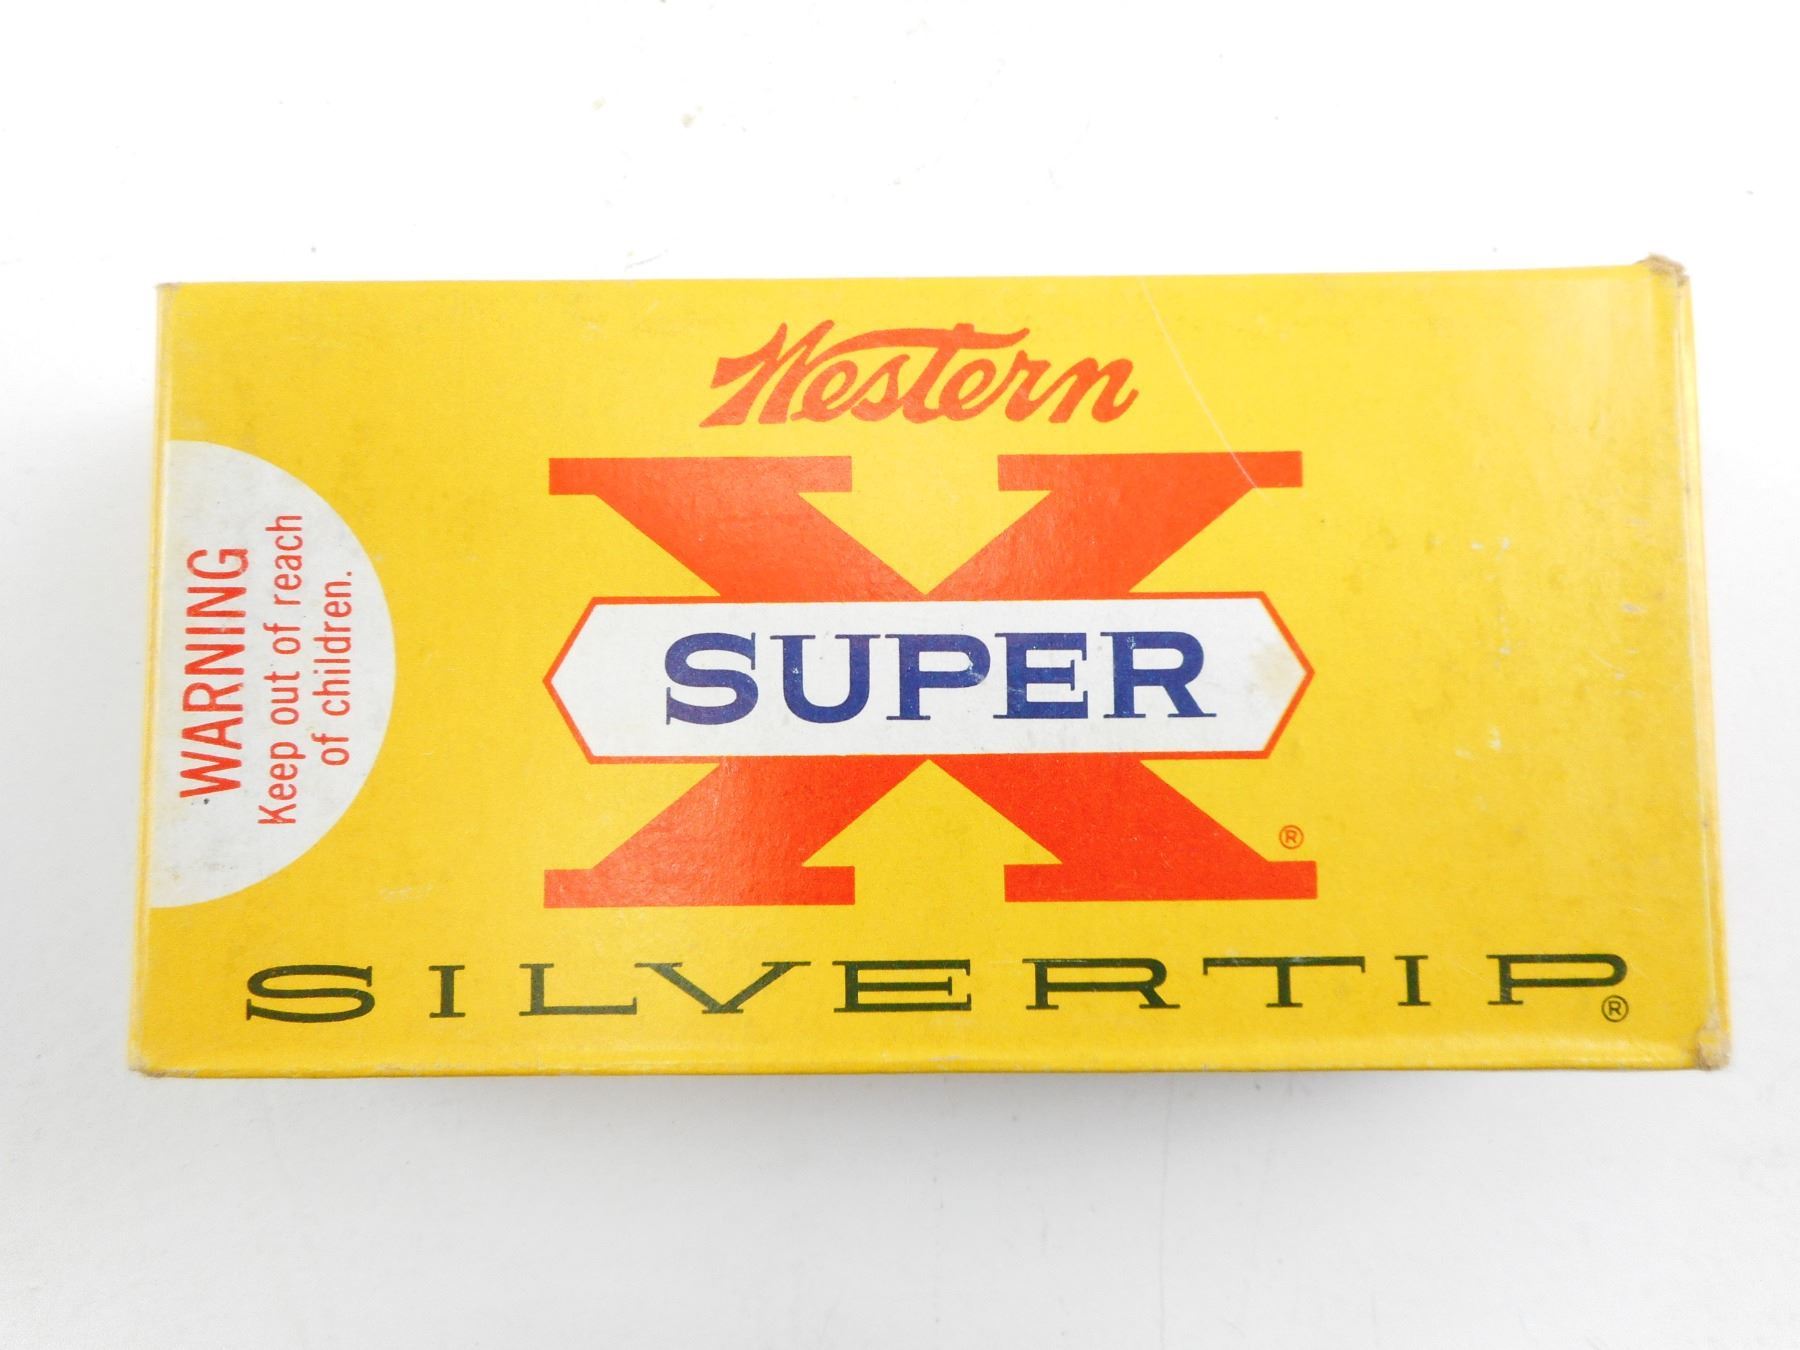 Western
X
SUPER
®
SILVERTIP®
WARNING
Keep out of reach
of children.